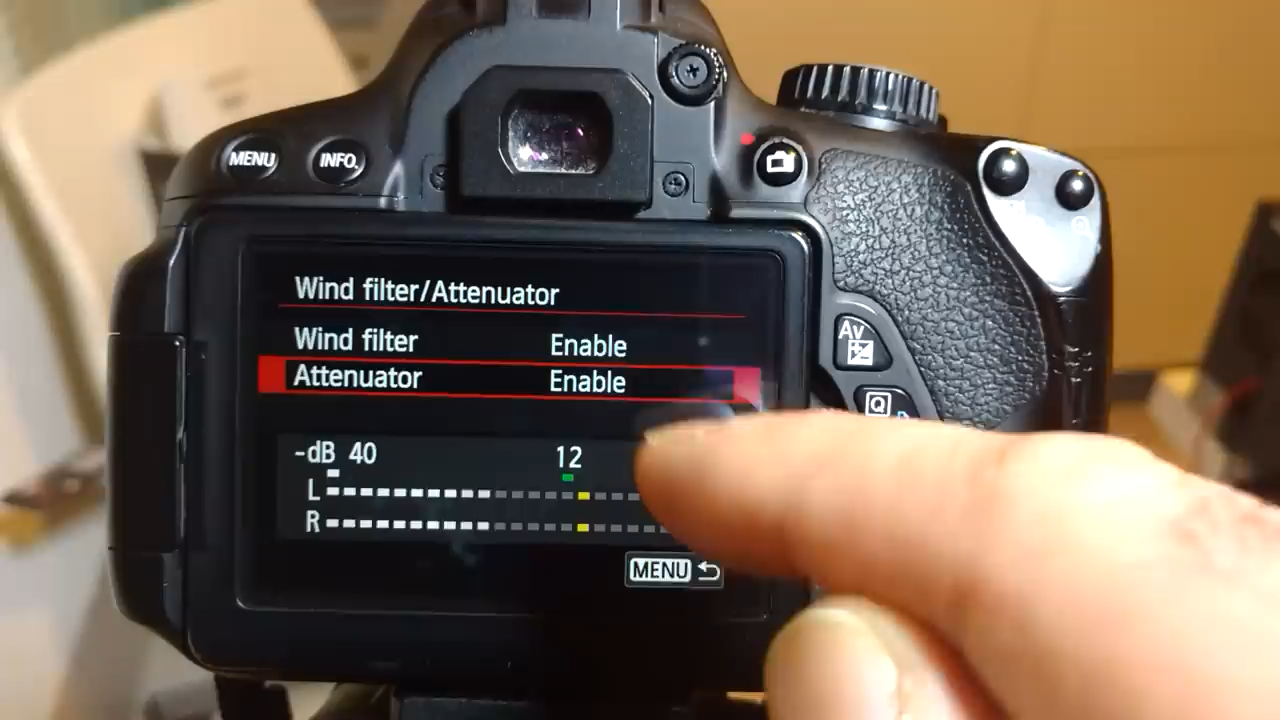 MENU INFO.
Wind filter/Attenuator
Wind filter Enable
Attenuator Enable
-dB 40 12
L
R
MENU
Av
Q